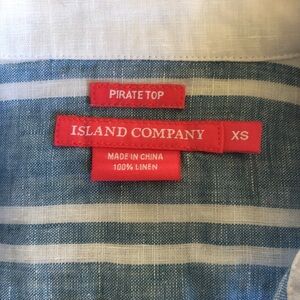 PIRATE TOP
ISLAND COMPANY XS
MADE IN CHINA
100% LINEN